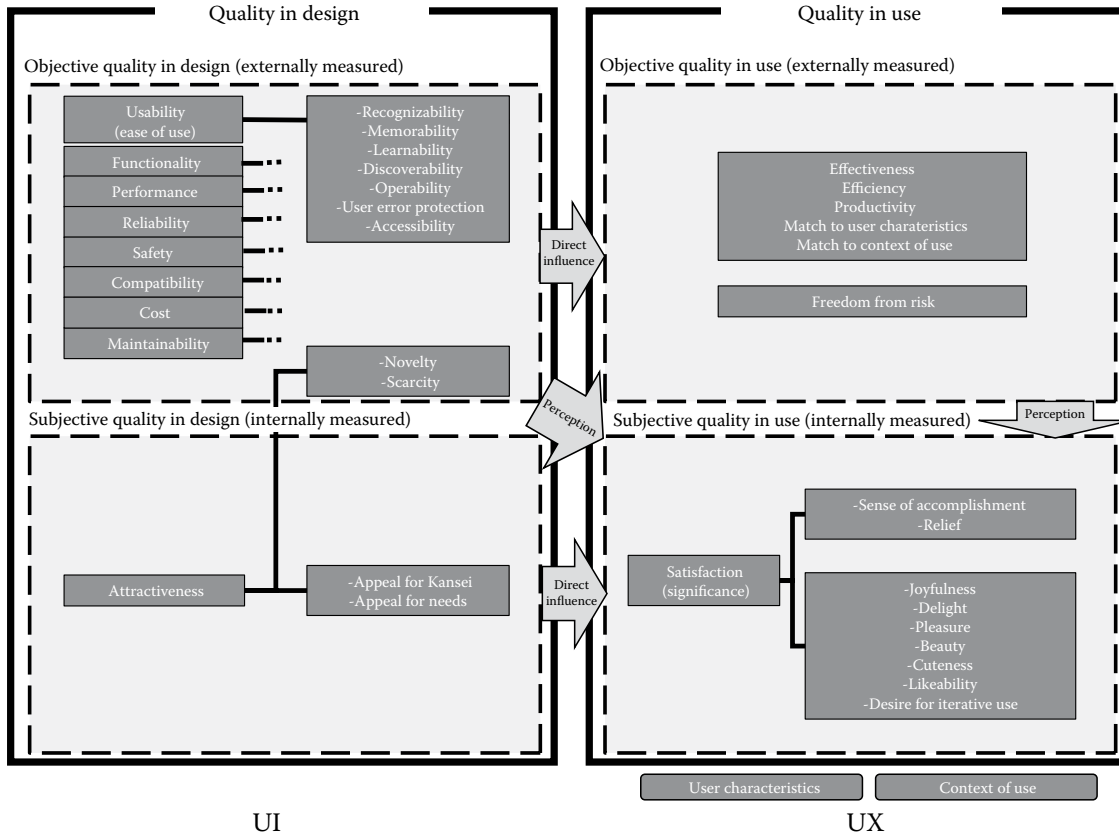 Quality in design
Objective quality in design (externally measured)
Usability
(ease of use)
Functionality
Performance
Reliability
Safety
Compatibility
Cost
Maintainability
-Recognizability
-Memorability
-Learnability
-Discoverability
-Operability
-User error protection
-Accessibility
-Novelty
-Scarcity
Subjective quality in design (internally measured)
Attractiveness
-Appeal for Kansei
-Appeal for needs
Direct
influence
Perception
Direct
influence
Quality in use
Objective quality in use (externally measured)
Effectiveness
Efficiency
Productivity
Match to user charateristics
Match to context of use
Freedom from risk
Perception
Subjective quality in use (internally measured)
Satisfaction
(significance)
-Sense of accomplishment
-Relief
-Joyfulness
-Delight
-Pleasure
-Beauty
-Cuteness
-Likeability
-Desire for iterative use
User characteristics
Context of use
UI
UX